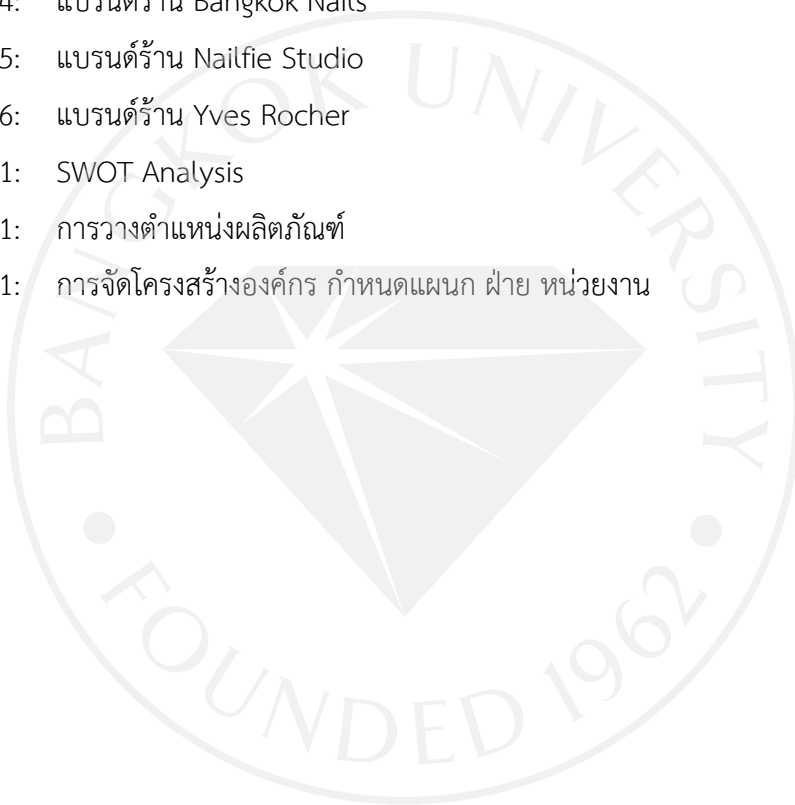 4: แบรนด์ร้าน Bangkok Nails
5: แบรนด์ร้าน Nailfie Studio
6: แบรนด์ร้าน Yves Rocher
1: SWOT Analysis
1: การวางตำแหน่งผลิตภัณฑ์
1: การจัดโครงสร้างองค์กร กำหนดแผนก ฝ่าย หน่วยงาน
BANGKOK UNIVERSITY
FOUNDED 1962